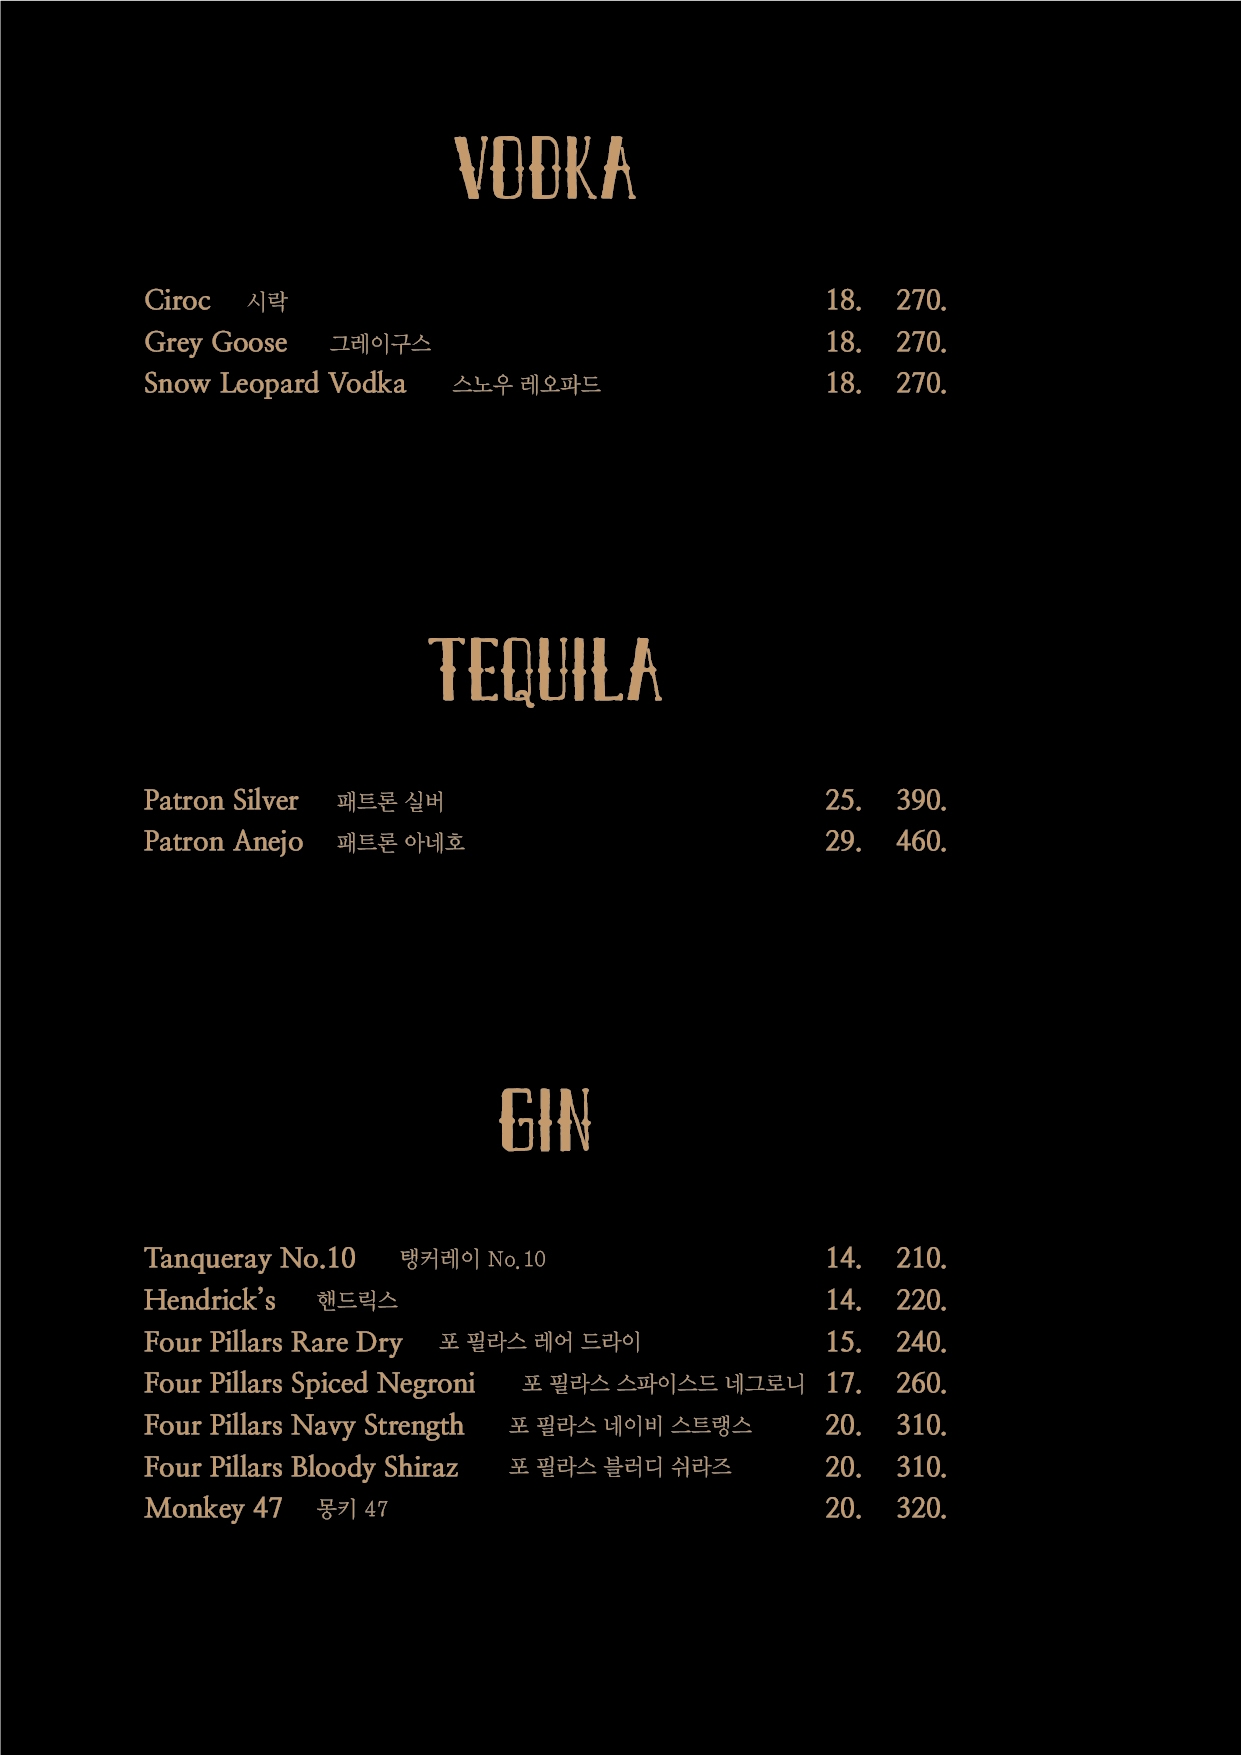 VODKA
Ciroc 시락 18. 270.
Grey Goose 그레이구스 18. 270.
Snow Leopard Vodka 스노우 레오파드 18. 270.
TEQUILA
Patron Silver 패트론 실버 25. 390.
Patron Anejo 패트론 아네호 29. 460.
GIN
Tanqueray No.10 탱커레이 No.10 14. 210.
Hendrick’s 핸드릭스 14. 220.
Four Pillars Rare Dry 포 필라스 레어 드라이 15. 240.
Four Pillars Spiced Negroni 포 필라스 스파이스드 네그로니 17. 260.
Four Pillars Navy Strength 포 필라스 네이비 스트랭스 20. 310.
Four Pillars Bloody Shiraz 포 필라스 블러디 쉬라즈 20. 310.
Monkey 47 몽키 47 20. 320.